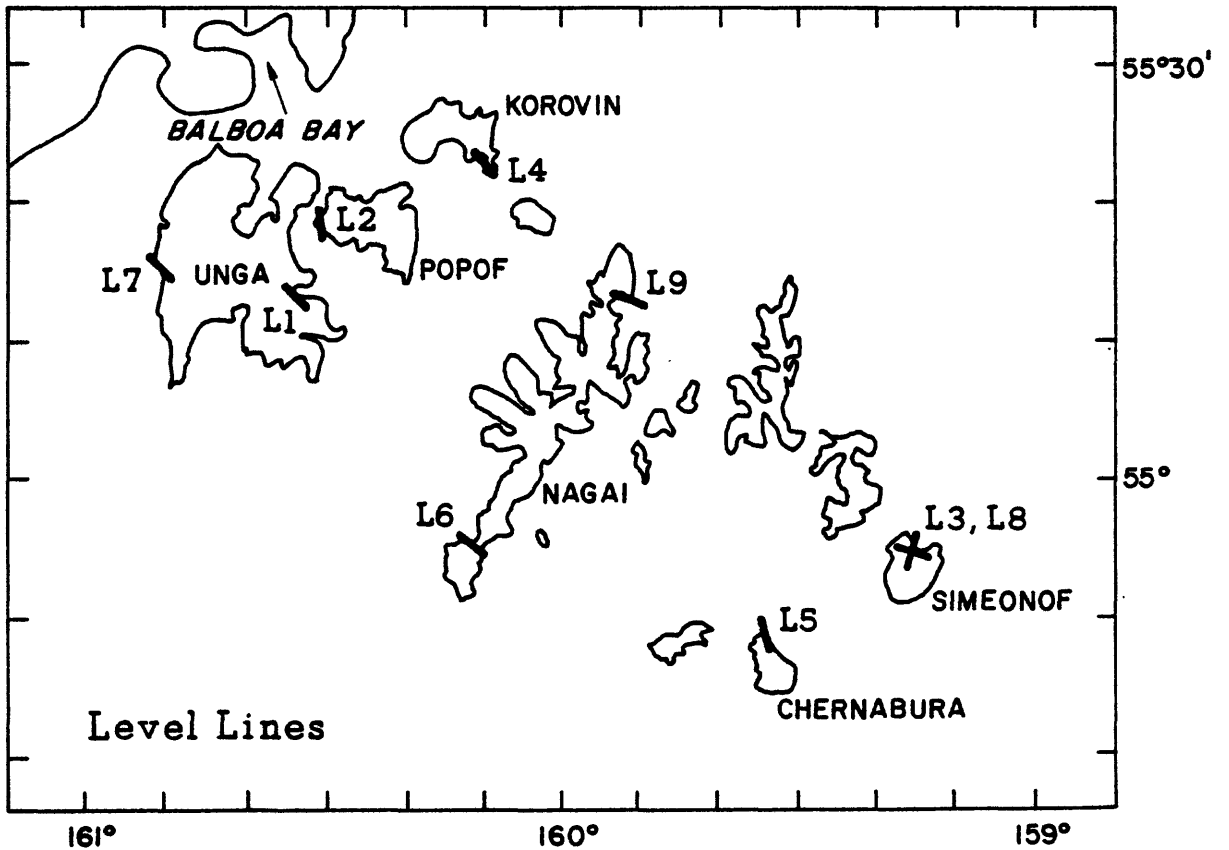 55°30'
KOROVIN
BALBOA BAY
L4
L2
L7
UNGA
POPOF
L9
L1
55°
NAGAI
L6
L3, L8
SIMEONOF
L5
CHERNABURA
Level Lines
161°
160°
159°